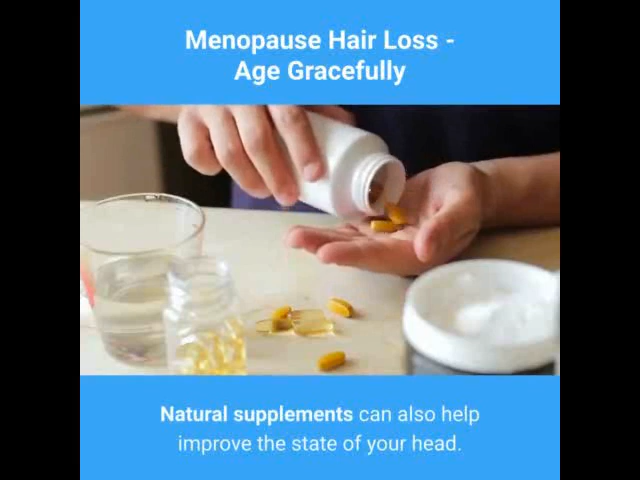 Menopause Hair Loss -
Age Gracefully
Natural supplements can also help
improve the state of your head.